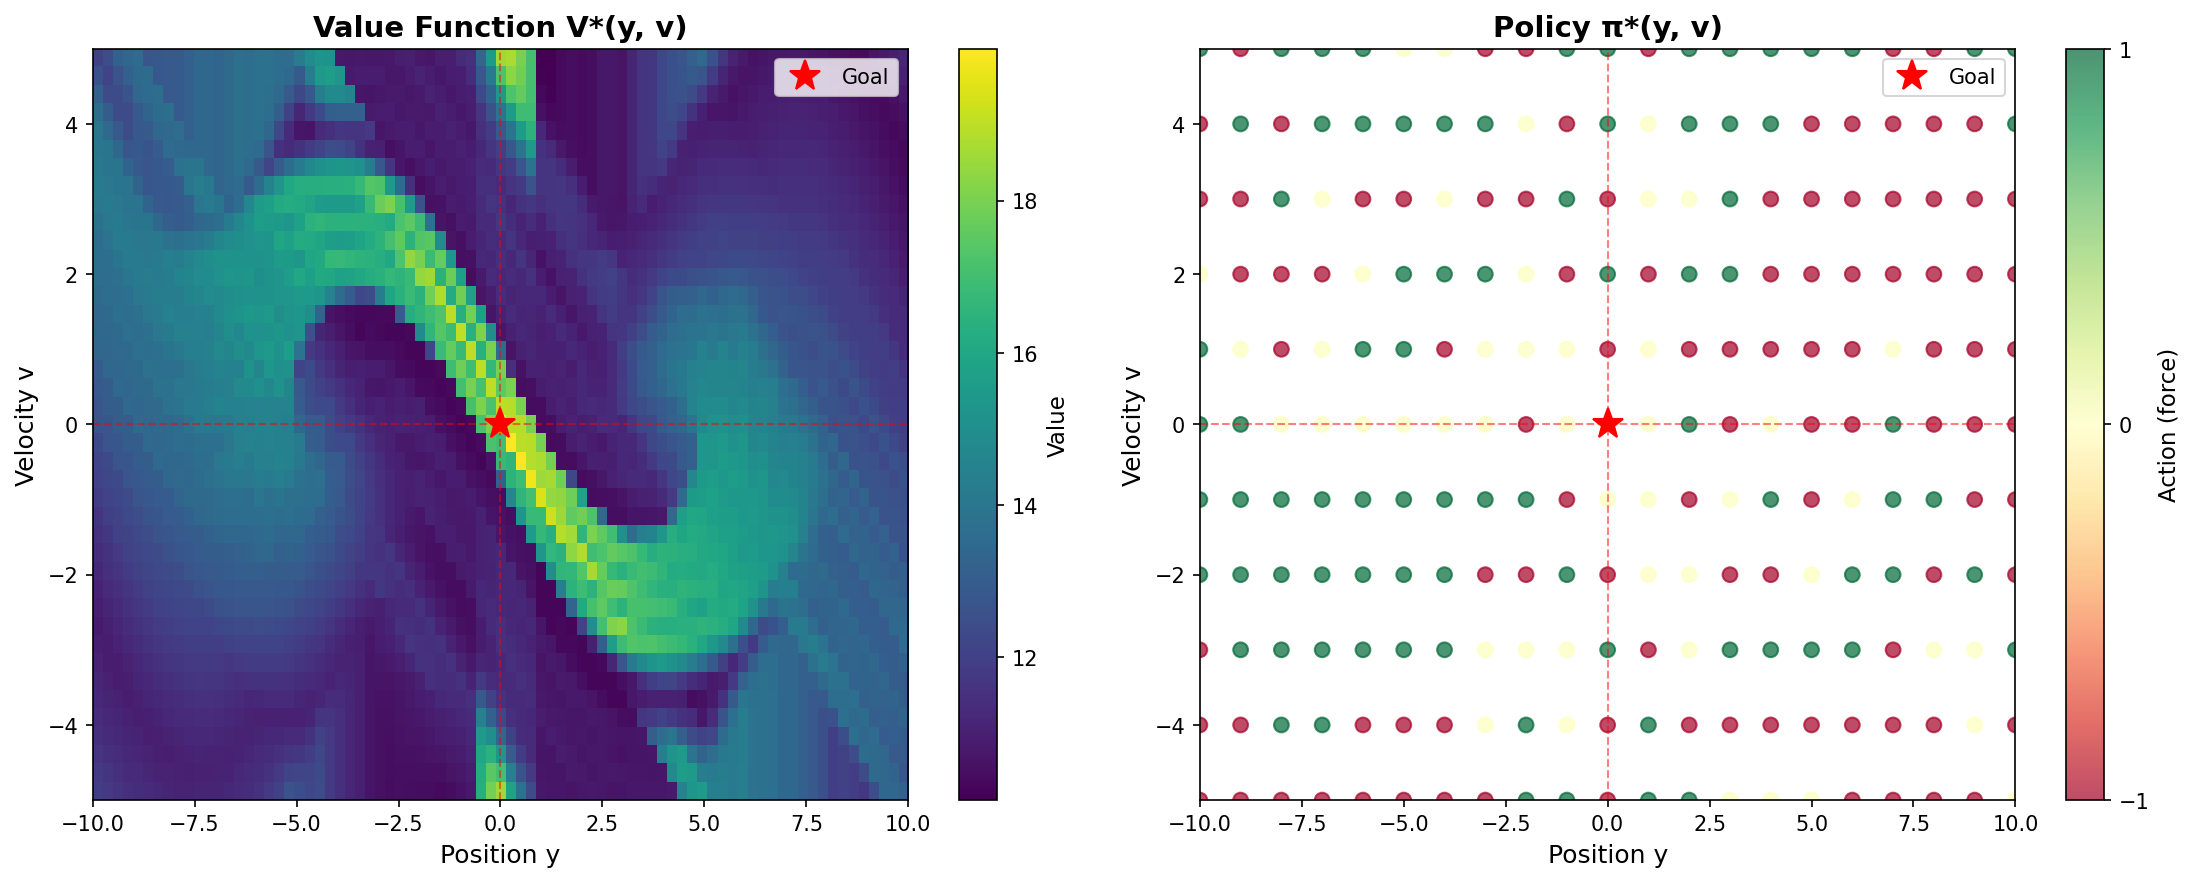 Value Function V*(y, v)
Goal
4
2
0
−2
−4
Velocity v
−10.0 −7.5 −5.0 −2.5 0.0 2.5 5.0 7.5 10.0
Position y
18
16
14
12
Value
Policy π*(y, v)
Goal
4
2
0
−2
−4
Velocity v
−10.0 −7.5 −5.0 −2.5 0.0 2.5 5.0 7.5 10.0
Position y
1
0
−1
Action (force)